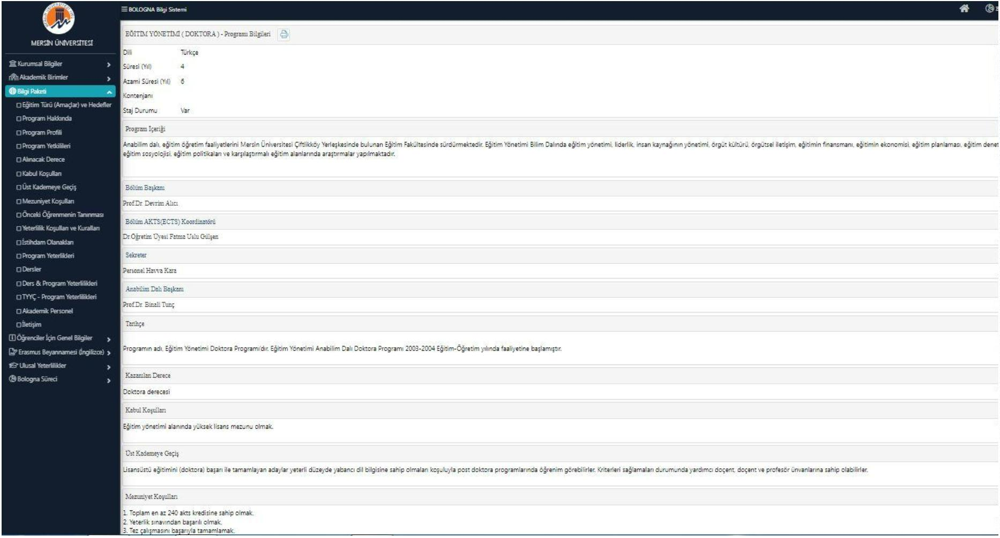 MERSİN ÜNİVERSİTESİ
Kurumsal Bilgiler
Akademik Birimler
Bilgi Paketi
Eğitim Türü (Amaçlar) ve Hedefler
Program Hakkında
Program Profili
Program Yetkilileri
Alınacak Derece
Kabul Koşulları
Üst Kademeye Geçiş
Mezuniyet Koşulları
Önceki Öğrenmenin Tanınması
Yeterlilik Koşulları ve Kuralları
İstihdam Olanakları
Program Yeterlikleri
Dersler
Ders & Program Yeterlilikleri
TYYÇ - Program Yeterlilikleri
Akademik Personel
İletişim
Öğrenciler İçin Genel Bilgiler
Erasmus Beyannamesi (İngilizce)
Ulusal Yeterlilikler
Bologna Süreci
BOLOGNA Bilgi Sistemi
EĞİTİM YÖNETİMİ ( DOKTORA ) - Programı Bilgileri
Dili Türkçe
Süresi (Yıl) 4
Azami Süresi (Yıl) 6
Kontenjanı
Staj Durumu Var
Program İçeriği
Anabilim dalı, eğitim öğretim faaliyetlerini Mersin Üniversitesi Çiftlikköy Yerleşkesinde bulunan Eğitim Fakültesinde sürdürmektedir. Eğitim Yönetimi Bilim Dalında eğitim yönetimi, liderlik, insan kaynağının yönetimi, örgüt kültürü, örgütsel iletişim, eğitimin finansmanı, eğitimin ekonomisi, eğitim planlaması, eğitim denet
eğitim sosyolojisi, eğitim politikaları ve karşılaştırmalı eğitim alanlarında araştırmalar yapılmaktadır.
Bölüm Başkanı
Prof.Dr. Devrim Alıcı
Bölüm AKTS(ECTS) Koordinatörü
Dr.Öğretim Üyesi Fatma Uslu Gülşen
Sekreter
Personel Havva Kara
Anabilim Dalı Başkanı
Prof.Dr. Binali Tunç
Tarihçe
Programın adı, Eğitim Yönetimi Doktora Programı'dır. Eğitim Yönetimi Anabilim Dalı Doktora Programı 2003-2004 Eğitim-Öğretim yılında faaliyetine başlamıştır.
Kazanılan Derece
Doktora derecesi
Kabul Koşulları
Eğitim yönetimi alanında yüksek lisans mezunu olmak.
Üst Kademeye Geçiş
Lisansüstü eğitimini (doktora) başarı ile tamamlayan adaylar yeterli düzeyde yabancı dil bilgisine sahip olmaları koşuluyla post doktora programlarında öğrenim görebilirler. Kriterleri sağlamaları durumunda yardımcı doçent, doçent ve profesör ünvanlarına sahip olabilirler.
Mezuniyet Koşulları
1. Toplam en az 240 akts kredisine sahip olmak,
2. Yeterlik sınavından başarılı olmak,
3. Tez çalışmasını başarıyla tamamlamak,